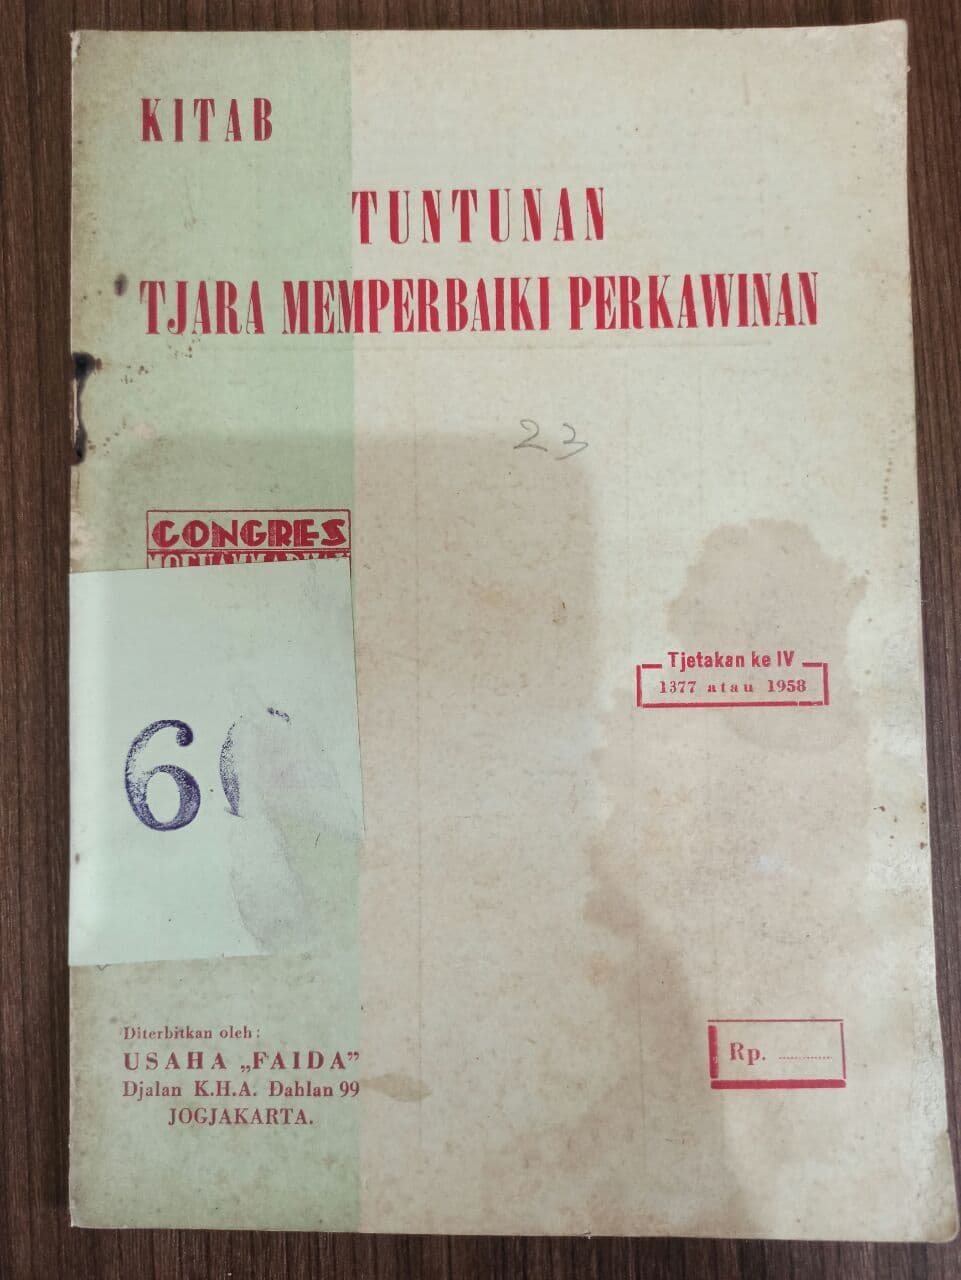 KITAB
TUNTUNAN
TJARA MEMPERBAIKI PERKAWINAN
23
CONGRES
Tjetakan ke IV
1377 atau 1958
6
Diterbitkan oleh :
USAHA „FAIDA”
Djalan K.H.A. Dahlan 99
JOGJAKARTA.
Rp. ............